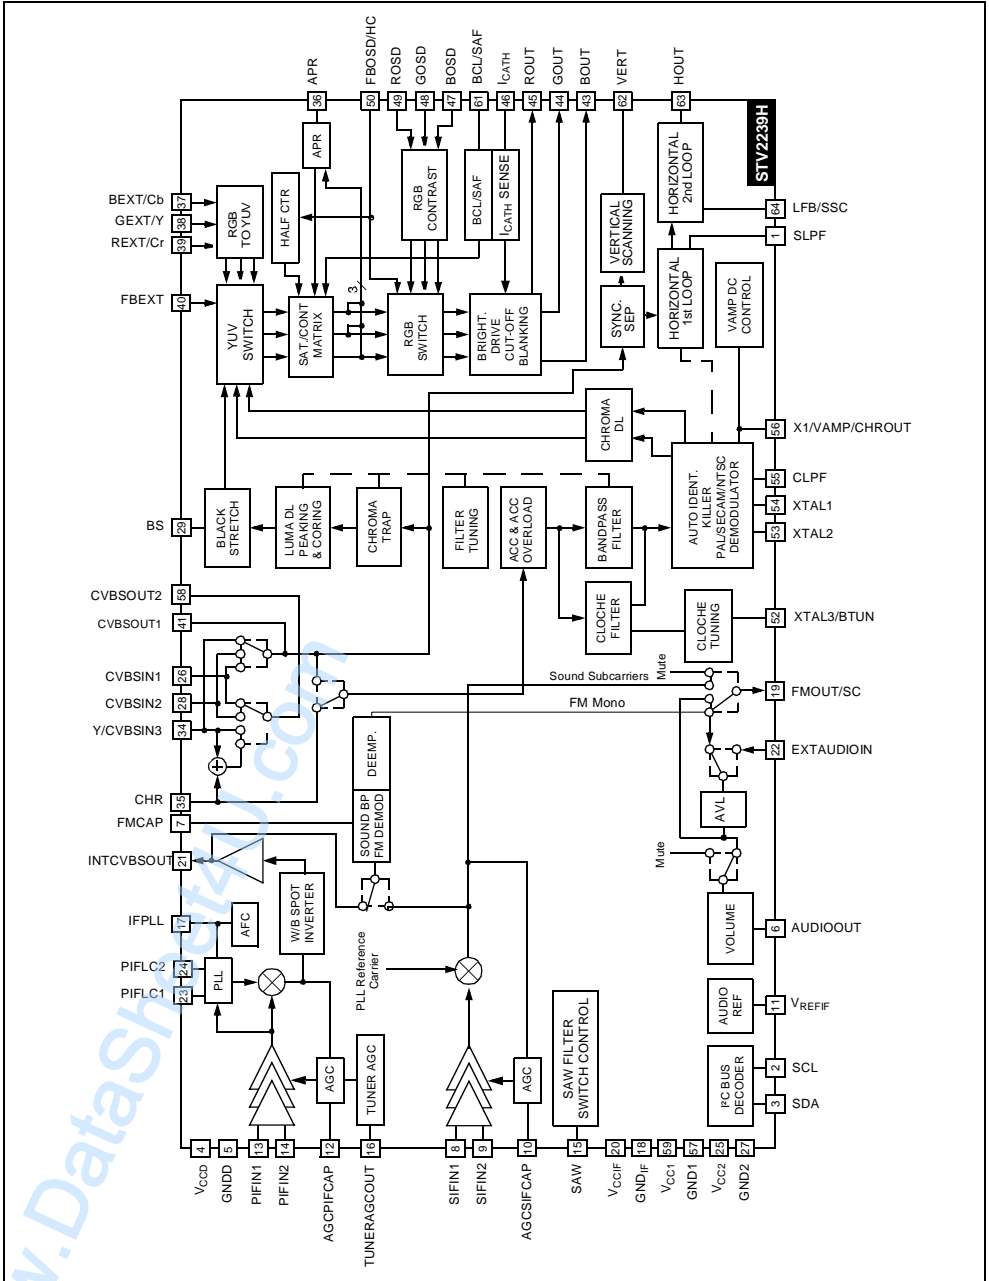 APR
FBOSD/HC
ROSD
GOSD
BOSD
BCL/SAF
ICATH
ROUT
GOUT
BOUT
VERT
HOUT
36
50
49
48
47
61
46
45
44
43
62
63
STV2239H
BEXT/Cb
37
GEXT/Y
38
REXT/Cr
39
FBEXT
40
RGB
TO YUV
HALF CTR
APR
RGB
CONTRAST
BCL/SAF
ICATH SENSE
VERTICAL
SCANNING
HORIZONTAL
2nd LOOP
64
LFB/SSC
1
SLPF
YUV
SWITCH
SAT./CONT
MATRIX
3
RGB
SWITCH
BRIGHT.
DRIVE
CUT-OFF
BLANKING
SYNC.
SEP
HORIZONTAL
1st LOOP
VAMP DC
CONTROL
CHROMA
DL
56
X1/VAMP/CHROUT
55
CLPF
54
XTAL1
53
XTAL2
BS
29
BLACK
STRETCH
LUMA DL
PEAKING
& CORING
CHROMA
TRAP
FILTER
TUNING
ACC & ACC
OVERLOAD
BANDPASS
FILTER
AUTO IDENT.
KILLER
PAL/SECAM/NTSC
DEMODULATOR
CLOCHE
FILTER
CLOCHE
TUNING
52
XTAL3/BTUN
CVBSOUT2
58
CVBSOUT1
41
CVBSIN1
26
CVBSIN2
28
Y/CVBSIN3
34
CHR
35
FMCAP
7
INTCVBSOUT
21
Sound Subcarriers
Mute
FM Mono
19
FMOUT/SC
22
EXTAUDIOIN
DEEMP.
SOUND BP
FM DEMOD
AVL
Mute
VOLUME
6
AUDIOOUT
IFPLL
17
AFC
W/B SPOT
INVERTER
PIFLC2
24
PIFLC1
23
PLL
PLL Reference
Carrier
AUDIO
REF
11
VREFIF
AGC
TUNER AGC
AGC
SAW FILTER
SWITCH CONTROL
I²C BUS
DECODER
2
SCL
3
SDA
4
5
13
14
12
16
8
9
10
15
20
18
59
57
25
27
VCCD
GNDD
PIFIN1
PIFIN2
AGCPIFCAP
TUNERAGCOUT
SIFIN1
SIFIN2
AGCSIFCAP
SAW
VCCIF
GNDIF
VCC1
GND1
VCC2
GND2
w.DataSheet4U.com